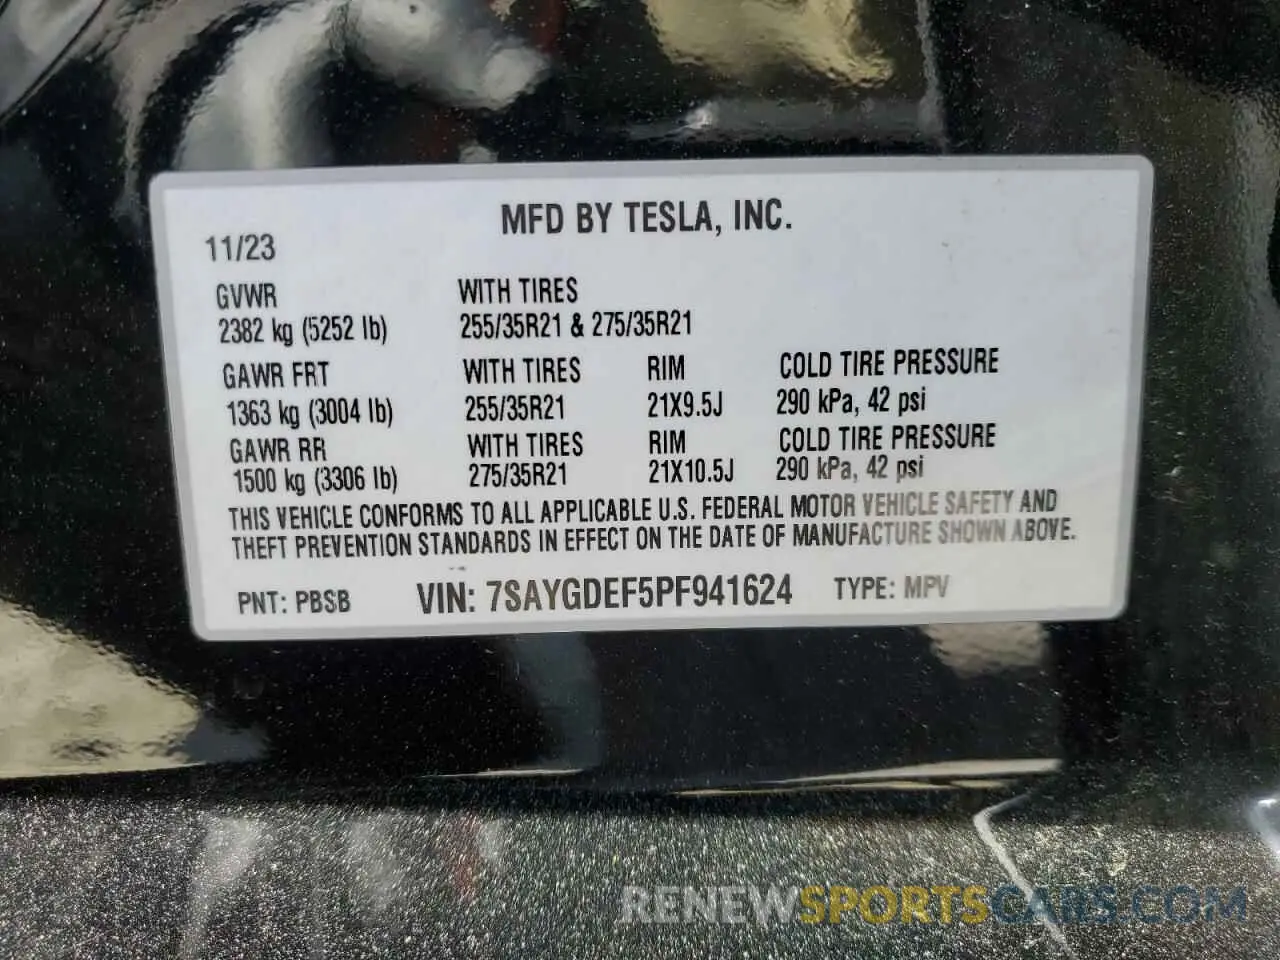 MFD BY TESLA, INC.
11/23
GVWR WITH TIRES
2382 kg (5252 lb) 255/35R21 & 275/35R21
GAWR FRT WITH TIRES RIM COLD TIRE PRESSURE
1363 kg (3004 lb) 255/35R21 21X9.5J 290 kPa, 42 psi
GAWR RR WITH TIRES RIM COLD TIRE PRESSURE
1500 kg (3306 lb) 275/35R21 21X10.5J 290 kPa, 42 psi
THIS VEHICLE CONFORMS TO ALL APPLICABLE U.S. FEDERAL MOTOR VEHICLE SAFETY AND
THEFT PREVENTION STANDARDS IN EFFECT ON THE DATE OF MANUFACTURE SHOWN ABOVE.
PNT: PBSB VIN: 7SAYGDEF5PF941624 TYPE: MPV
RENEWSPORTSCARS.COM